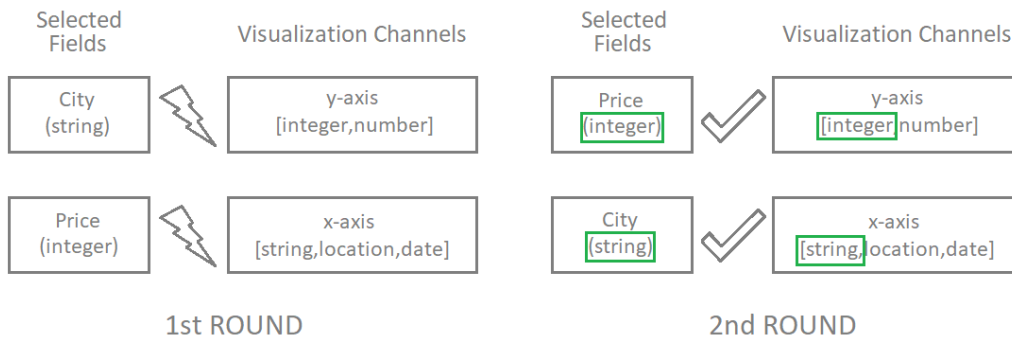 Selected
Fields
Visualization Channels
City
(string)
y-axis
[integer,number]
Price
(integer)
x-axis
[string,location,date]
1st ROUND
Selected
Fields
Visualization Channels
Price
(integer)
y-axis
[integer,number]
City
(string)
x-axis
[string,location,date]
2nd ROUND